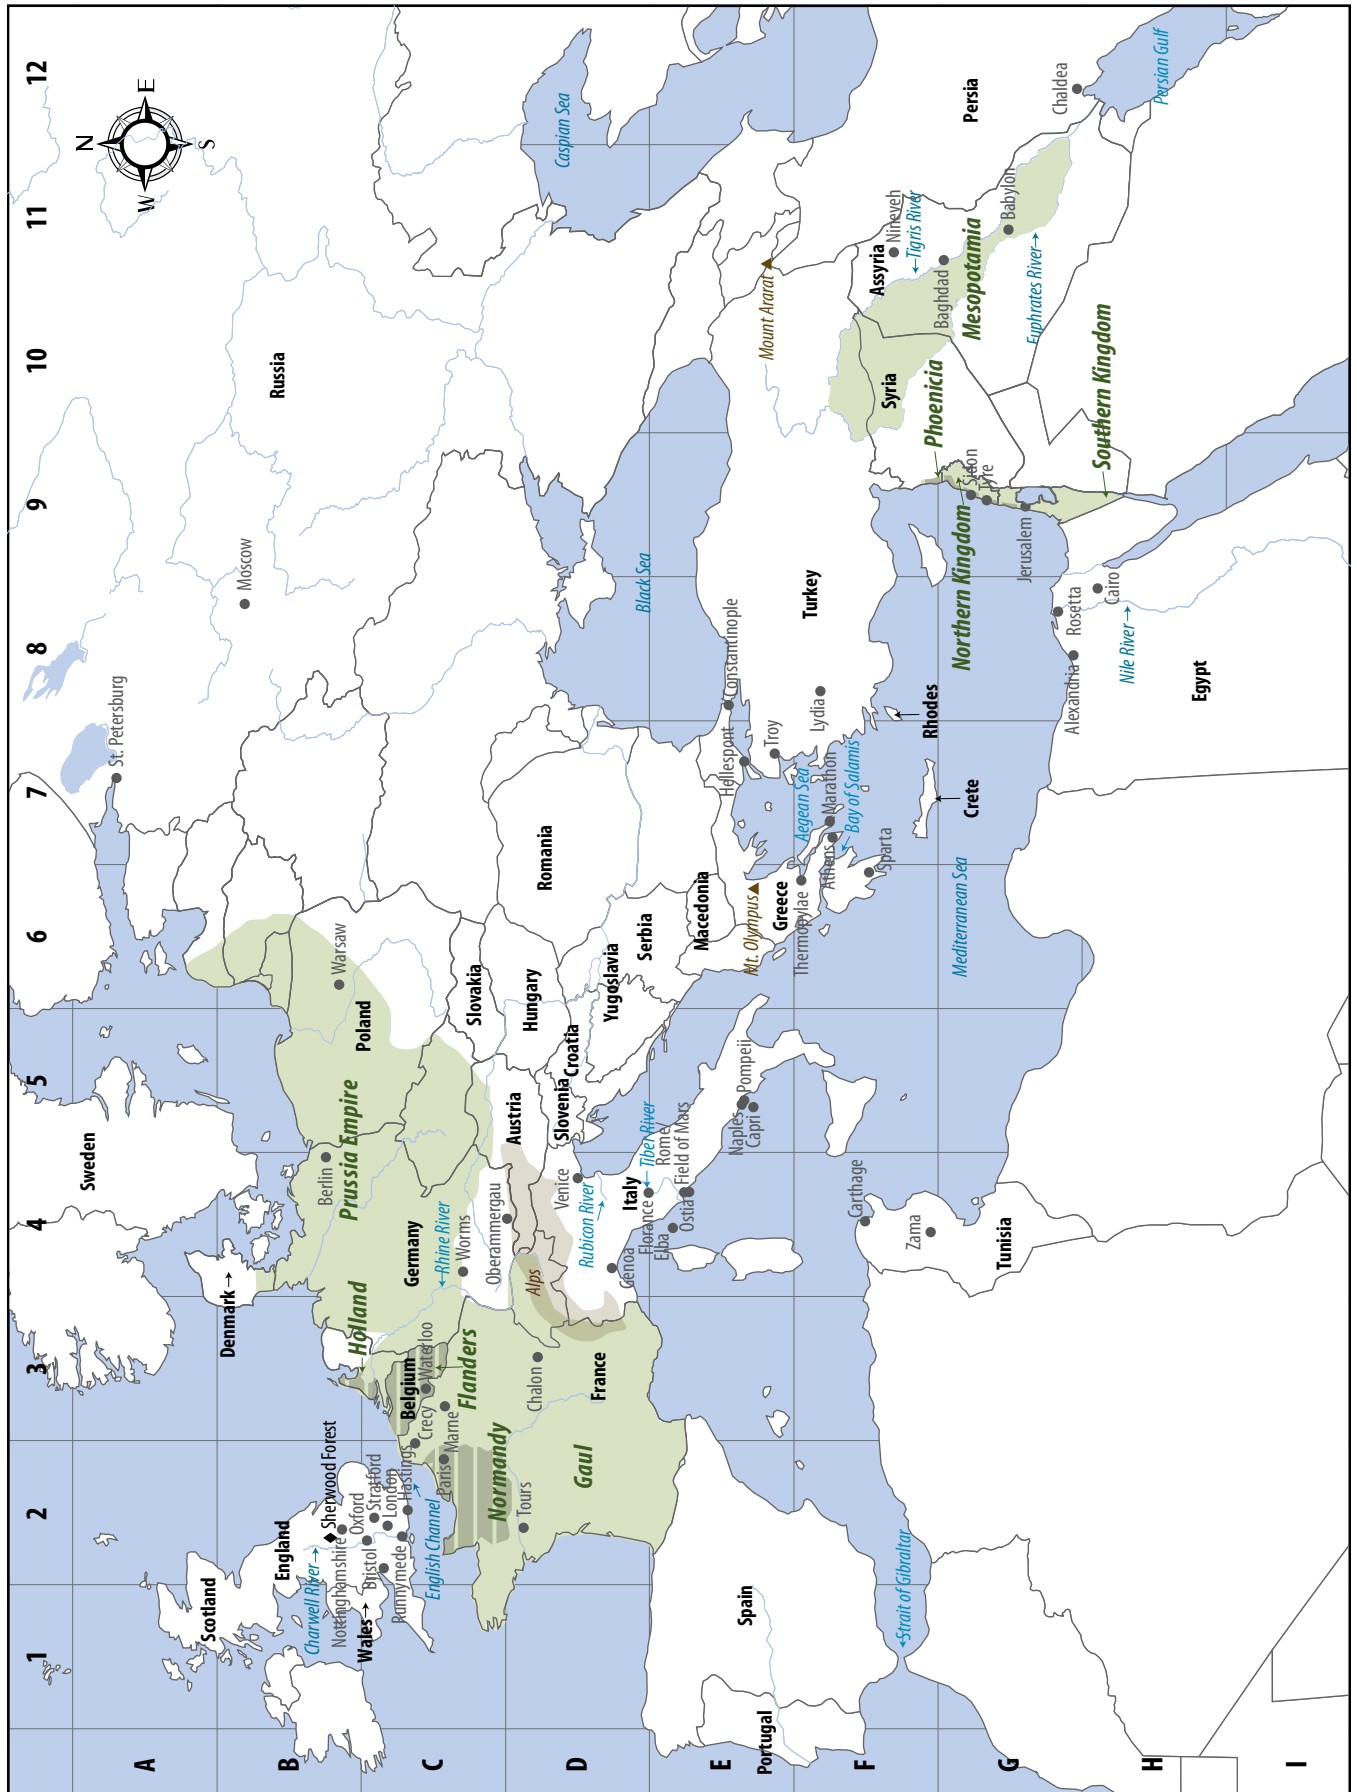 1
2
3
4
5
6
7
8
9
10
11
12
A
B
C
D
E
F
G
H
I
N
E
S
W
Sweden
St. Petersburg
Moscow
Russia
Scotland
Denmark
England
Charwell River
Sherwood Forest
Nottinghamshire
Oxford
Stratford
Bristol
London
Wales
Runnymede
Hastings
English Channel
Holland
Berlin
Prussia Empire
Poland
Warsaw
Belgium
Waterloo
Crecy
Flanders
Marne
Paris
Normandy
Germany
Rhine River
Worms
Oberammergau
Slovakia
Tours
Gaul
Chalon
France
Alps
Austria
Hungary
Romania
Slovenia
Croatia
Yugoslavia
Serbia
Venice
Rubicon River
Genoa
Italy
Florance
Tiber River
Elba
Rome
Ostia
Field of Mars
Naples
Pompeii
Capri
Macedonia
Mt. Olympus
Greece
Thermopylae
Athens
Marathon
Bay of Salamis
Aegean Sea
Sparta
Hellespont
Constantinople
Troy
Lydia
Turkey
Black Sea
Caspian Sea
Mount Ararat
Portugal
Spain
Strait of Gibraltar
Carthage
Zama
Tunisia
Mediterranean Sea
Crete
Rhodes
Assyria
Nineveh
Tigris River
Syria
Baghdad
Mesopotamia
Babylon
Euphrates River
Persia
Chaldea
Persian Gulf
Phoenicia
Northern Kingdom
Sidon
Tyre
Jerusalem
Southern Kingdom
Alexandria
Rosetta
Cairo
Nile River
Egypt